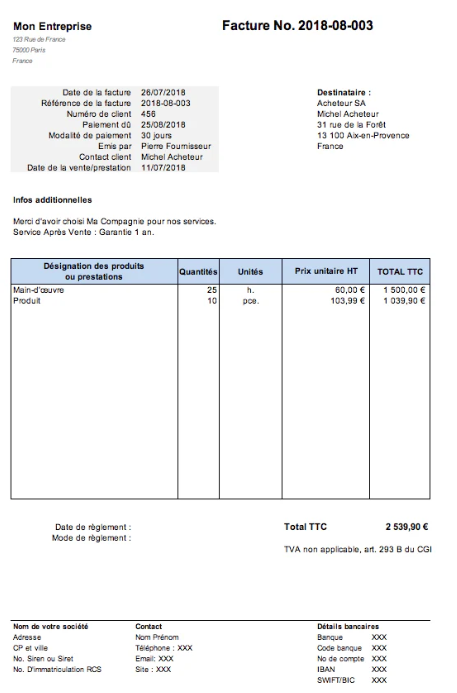 Mon Entreprise
Facture No. 2018-08-003
123 Rue de France
75000 Paris
France
Date de la facture 26/07/2018
Référence de la facture 2018-08-003
Numéro de client 456
Paiement dû 25/08/2018
Modalité de paiement 30 jours
Emis par Pierre Fournisseur
Contact client Michel Acheteur
Date de la vente/prestation 11/07/2018
Destinataire :
Acheteur SA
Michel Acheteur
31 rue de la Forêt
13 100 Aix-en-Provence
France
Infos additionnelles
Merci d'avoir choisi Ma Compagnie pour nos services.
Service Après Vente : Garantie 1 an.
Désignation des produits
ou prestations
Quantités Unités Prix unitaire HT TOTAL TTC
Main-d'œuvre 25 h. 60,00 € 1 500,00 €
Produit 10 pce. 103,99 € 1 039,90 €
Date de règlement :
Mode de règlement :
Total TTC 2 539,90 €
TVA non applicable, art. 293 B du CGI
Nom de votre société
Adresse
CP et ville
No. Siren ou Siret
No. D'immatriculation RCS
Contact
Nom Prénom
Téléphone : XXX
Email: XXX
Site : XXX
Détails bancaires
Banque XXX
Code banque XXX
No de compte XXX
IBAN XXX
SWIFT/BIC XXX